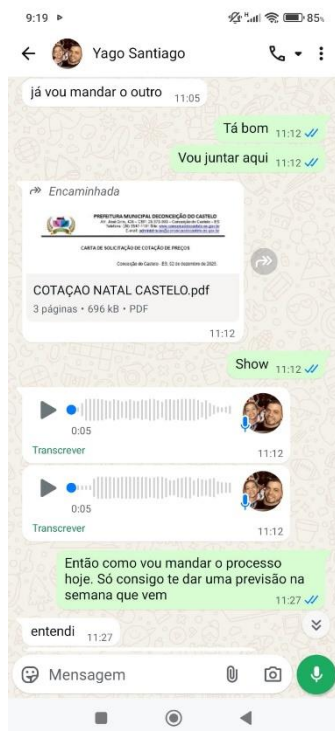 9:19
85%
Yago Santiago
já vou mandar o outro 11:05
Tá bom 11:12
Vou juntar aqui 11:12
Encaminhada
PREFEITURA MUNICIPAL DECONCEIÇÃO DO CASTELO
CARTA DE SOLICITAÇÃO DE COTAÇÃO DE PREÇOS
COTAÇAO NATAL CASTELO.pdf
3 páginas • 696 kB • PDF
11:12
Show 11:12
0:05
Transcrever 11:12
0:05
Transcrever 11:12
Então como vou mandar o processo
hoje. Só consigo te dar uma previsão na
semana que vem
11:27
entendi 11:27
Mensagem